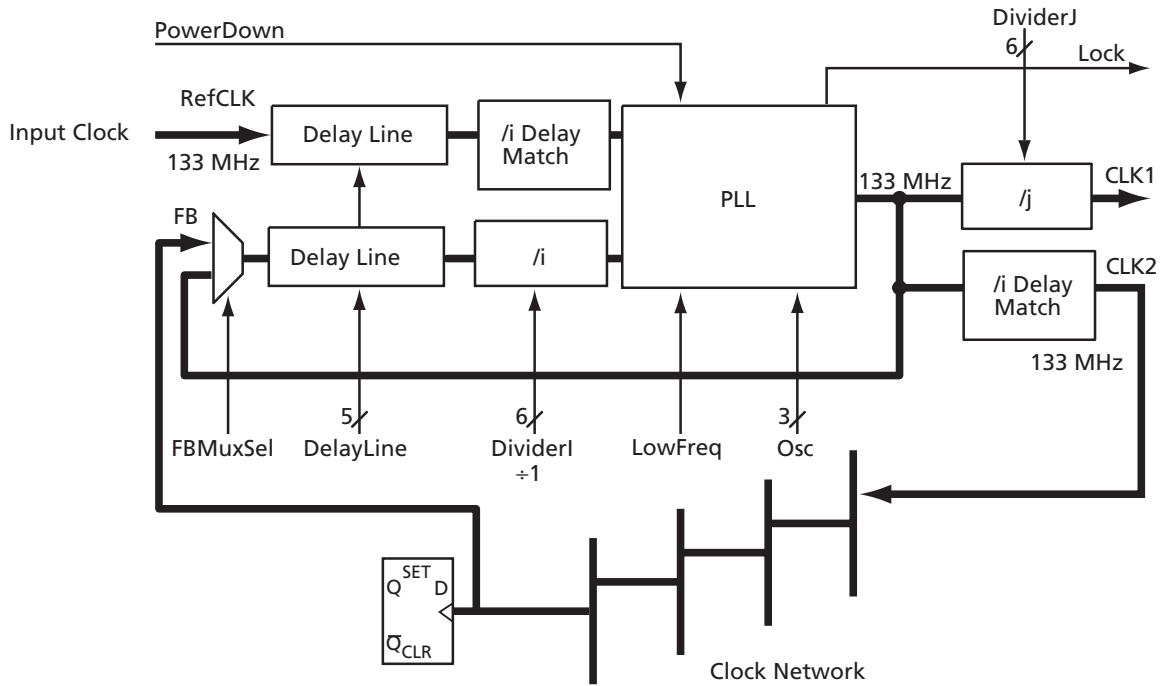 DividerJ
PowerDown
6
Lock
RefCLK
Input Clock
Delay Line
/i Delay
Match
133 MHz
PLL
133 MHz
/j
CLK1
FB
Delay Line
/i
CLK2
/i Delay
Match
133 MHz
5
6
3
FBMuxSel
DelayLine
DividerI
÷1
LowFreq
Osc
SET
Q
D
Q̅
CLR
Clock Network